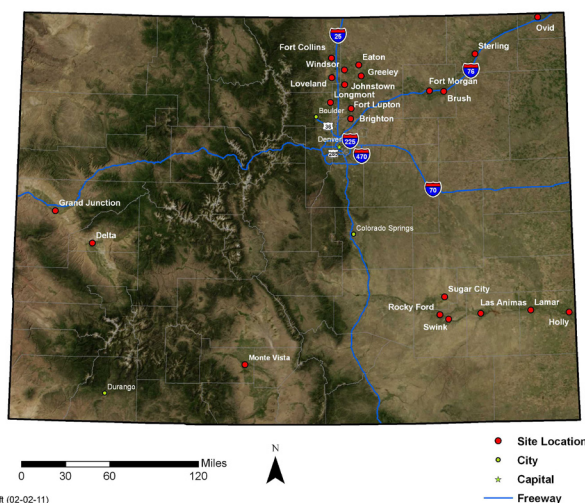 Ovid
25
Fort Collins
Sterling
Eaton
Windsor
Greeley
76
Loveland
Johnstown
Fort Morgan
Longmont
Brush
Boulder
Fort Lupton
36
Brighton
Denver
225
470
70
Grand Junction
Colorado Springs
Delta
Sugar City
Rocky Ford
Las Animas
Lamar
Swink
Holly
Monte Vista
Durango
N
Miles
0 30 60 120
Site Location
City
Capital
Freeway
ft (02-02-11)